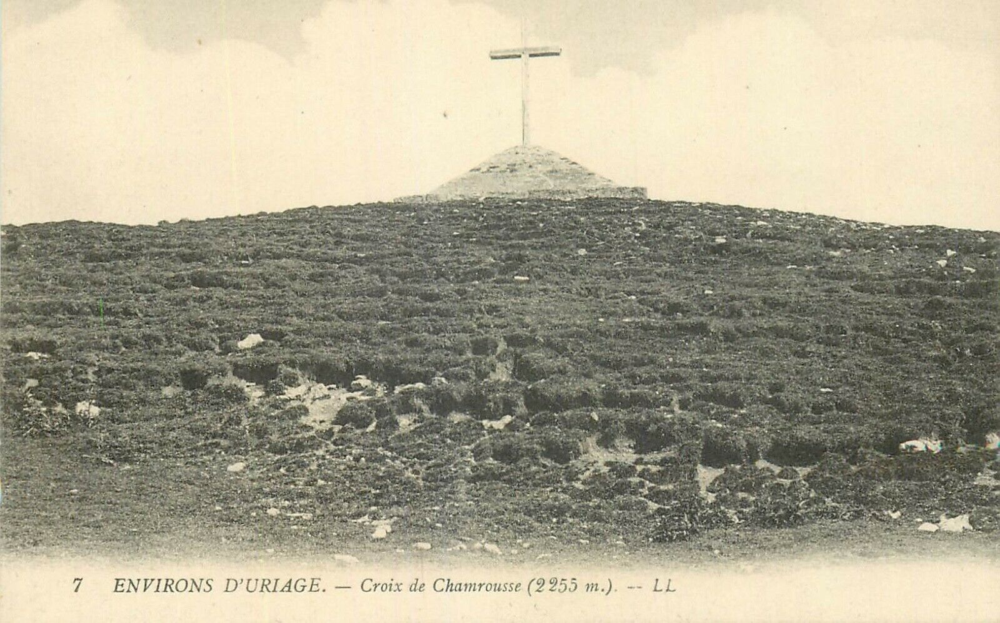 7 ENVIRONS D'URIAGE. — Croix de Chamrousse (2255 m.). -- LL